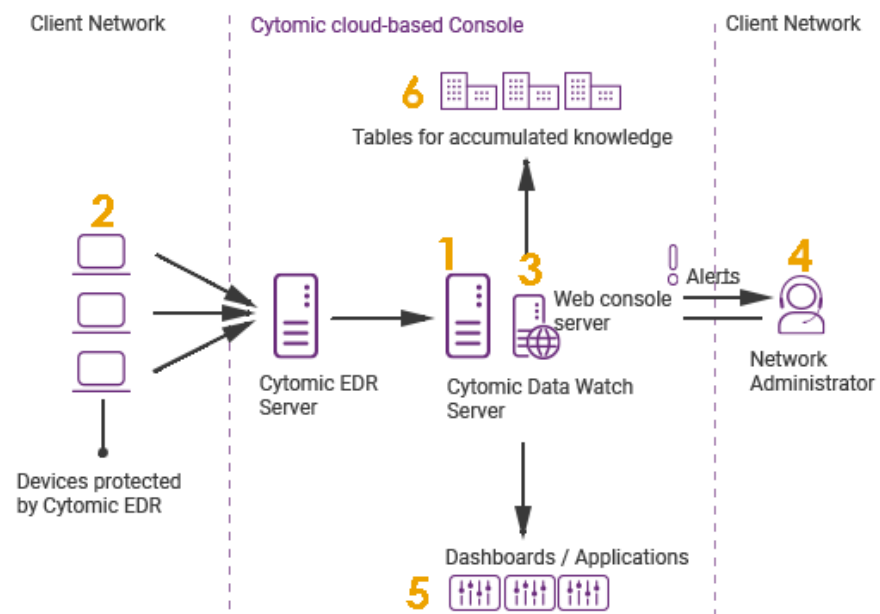 Client Network
Cytomic cloud-based Console
Client Network
6
Tables for accumulated knowledge
2
1
3
4
Alerts
Web console
server
Cytomic EDR
Server
Cytomic Data Watch
Server
Network
Administrator
Devices protected
by Cytomic EDR
Dashboards / Applications
5